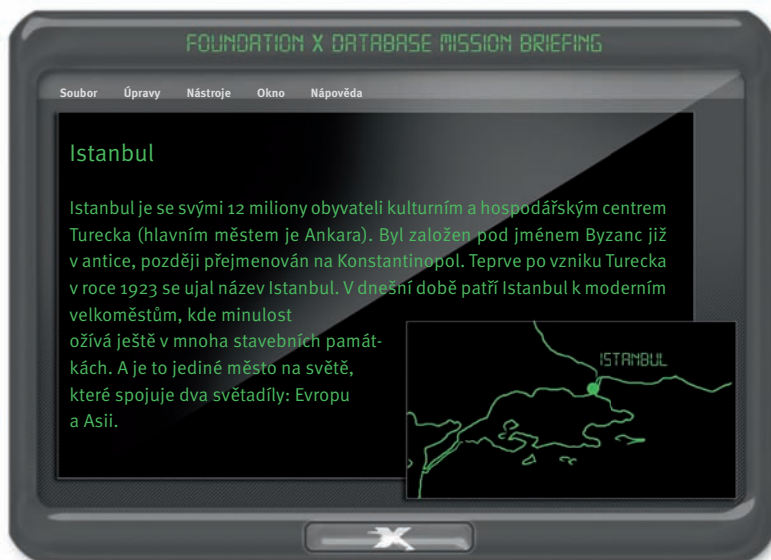 FOUNDATION X DATABASE MISSION BRIEFING
Soubor Úpravy Nástroje Okno Nápověda
Istanbul
Istanbul je se svými 12 miliony obyvateli kulturním a hospodářským centrem
Turecka (hlavním městem je Ankara). Byl založen pod jménem Byzanc již
v antice, později přejmenován na Konstantinopol. Teprve po vzniku Turecka
v roce 1923 se ujal název Istanbul. V dnešní době patří Istanbul k moderním
velkoměstům, kde minulost
ožívá ještě v mnoha stavebních památ-
kách. A je to jediné město na světě,
které spojuje dva světadíly: Evropu
a Asii.
ISTANBUL
X